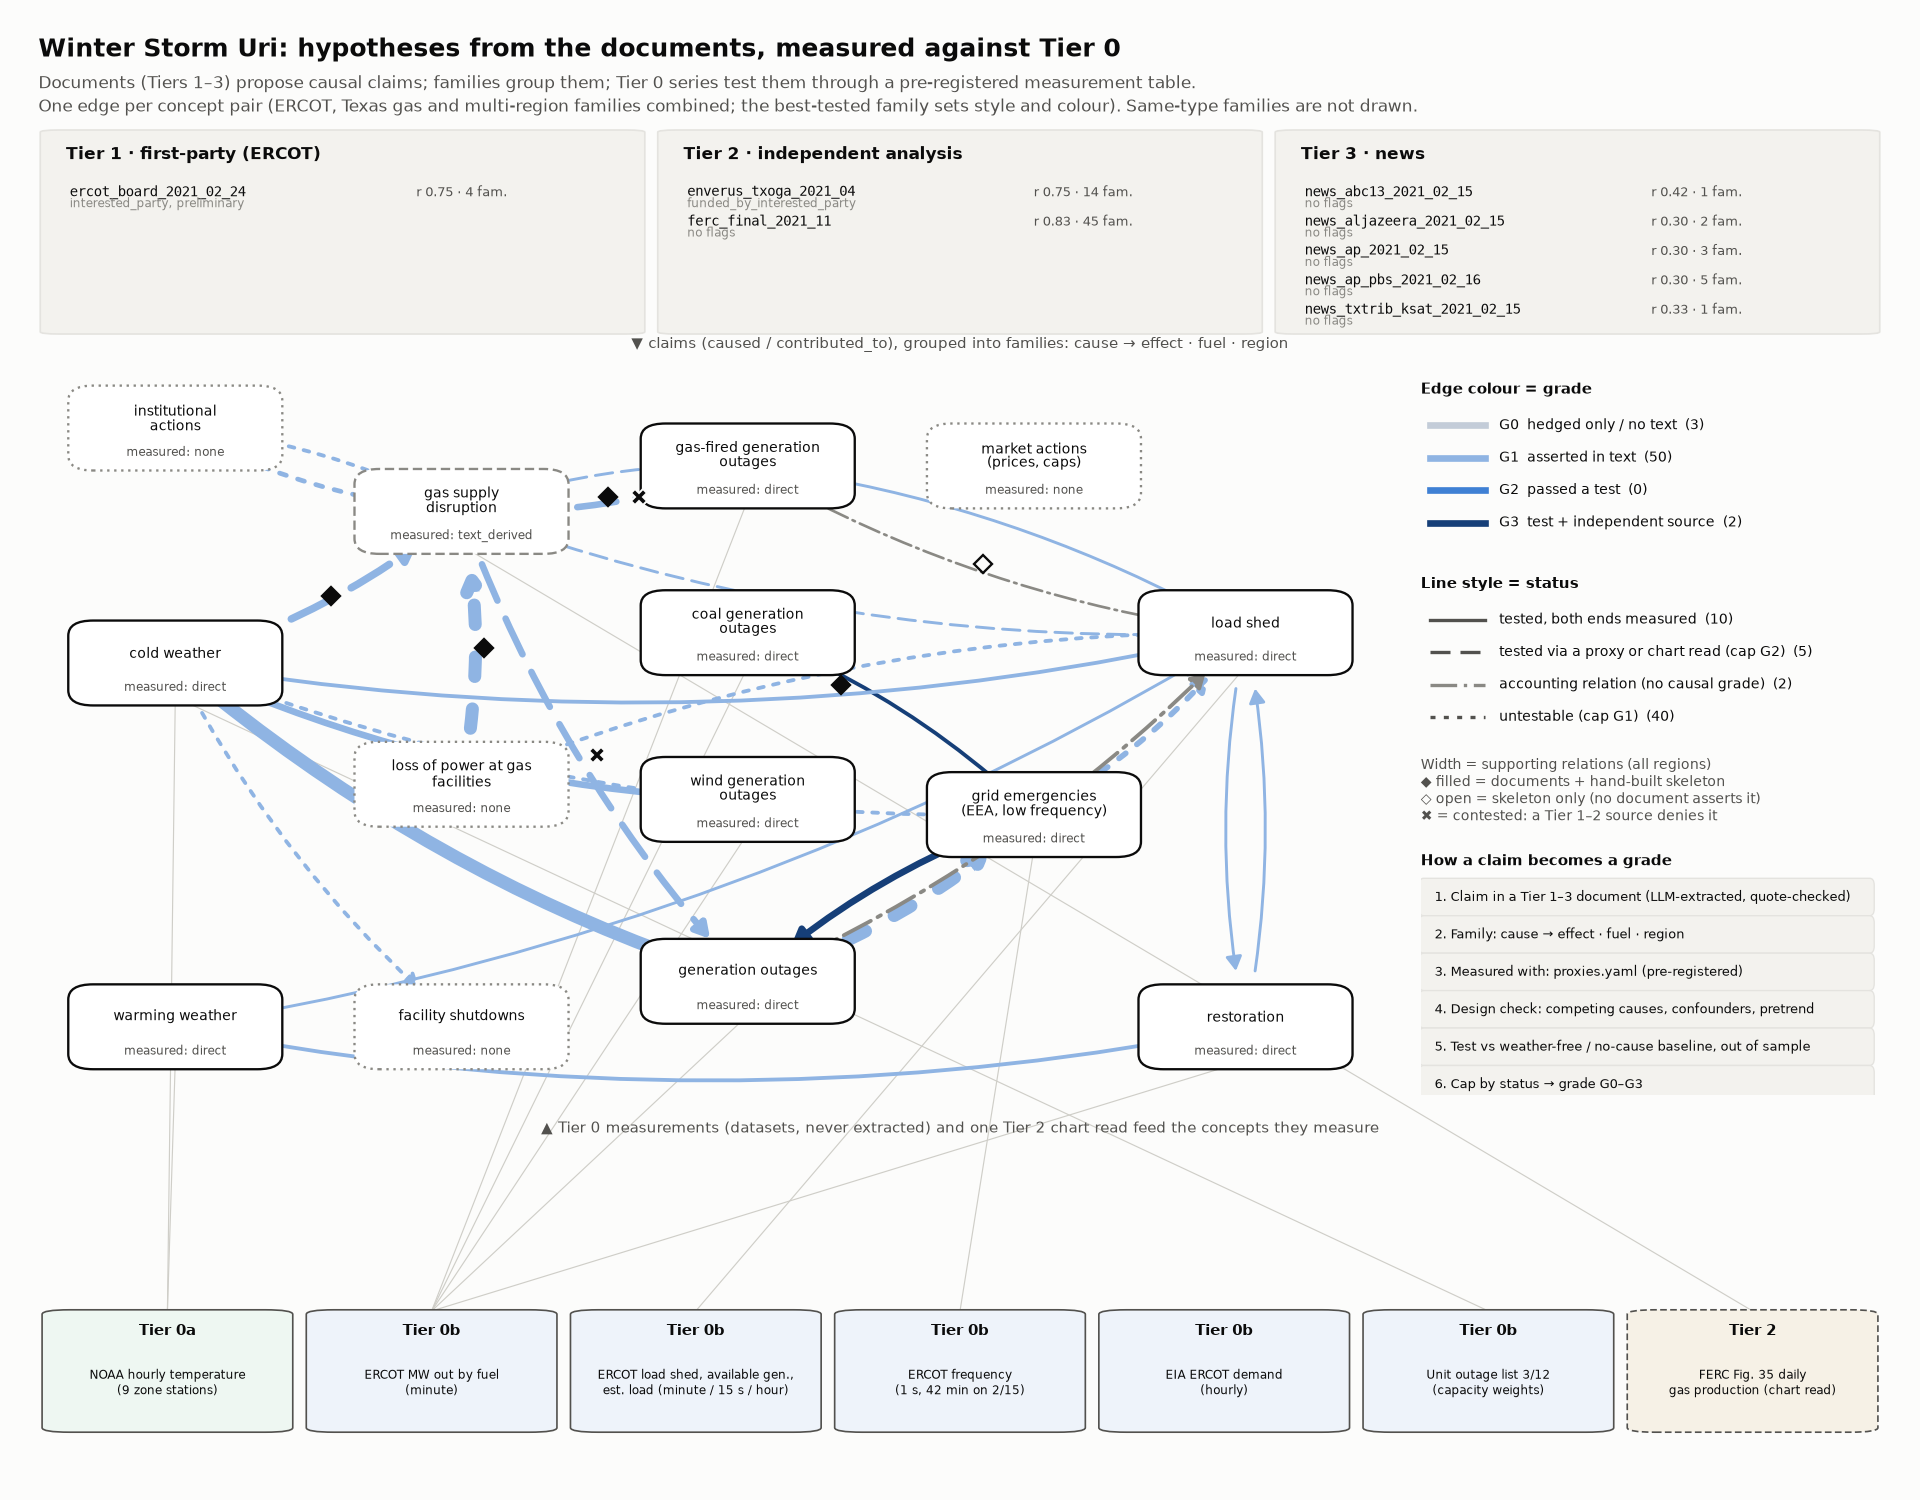 Winter Storm Uri: hypotheses from the documents, measured against Tier 0
Documents (Tiers 1–3) propose causal claims; families group them; Tier 0 series test them through a pre-registered measurement table.
One edge per concept pair (ERCOT, Texas gas and multi-region families combined; the best-tested family sets style and colour). Same-type families are not drawn.
Tier 1 · first-party (ERCOT)
ercot_board_2021_02_24 r 0.75 · 4 fam.
interested_party, preliminary
Tier 2 · independent analysis
enverus_txoga_2021_04 r 0.75 · 14 fam.
funded_by_interested_party
ferc_final_2021_11 r 0.83 · 45 fam.
no flags
Tier 3 · news
news_abc13_2021_02_15 r 0.42 · 1 fam.
no flags
news_aljazeera_2021_02_15 r 0.30 · 2 fam.
no flags
news_ap_2021_02_15 r 0.30 · 3 fam.
no flags
news_ap_pbs_2021_02_16 r 0.30 · 5 fam.
no flags
news_txtrib_ksat_2021_02_15 r 0.33 · 1 fam.
no flags
▼ claims (caused / contributed_to), grouped into families: cause → effect · fuel · region
institutional
actions
measured: none
gas supply
disruption
measured: text_derived
gas-fired generation
outages
measured: direct
market actions
(prices, caps)
measured: none
cold weather
measured: direct
coal generation
outages
measured: direct
load shed
measured: direct
loss of power at gas
facilities
measured: none
wind generation
outages
measured: direct
grid emergencies
(EEA, low frequency)
measured: direct
generation outages
measured: direct
warming weather
measured: direct
facility shutdowns
measured: none
restoration
measured: direct
Edge colour = grade
G0 hedged only / no text (3)
G1 asserted in text (50)
G2 passed a test (0)
G3 test + independent source (2)
Line style = status
tested, both ends measured (10)
tested via a proxy or chart read (cap G2) (5)
accounting relation (no causal grade) (2)
untestable (cap G1) (40)
Width = supporting relations (all regions)
◆ filled = documents + hand-built skeleton
◇ open = skeleton only (no document asserts it)
✖ = contested: a Tier 1–2 source denies it
How a claim becomes a grade
1. Claim in a Tier 1–3 document (LLM-extracted, quote-checked)
2. Family: cause → effect · fuel · region
3. Measured with: proxies.yaml (pre-registered)
4. Design check: competing causes, confounders, pretrend
5. Test vs weather-free / no-cause baseline, out of sample
6. Cap by status → grade G0–G3
▲ Tier 0 measurements (datasets, never extracted) and one Tier 2 chart read feed the concepts they measure
Tier 0a
NOAA hourly temperature
(9 zone stations)
Tier 0b
ERCOT MW out by fuel
(minute)
Tier 0b
ERCOT load shed, available gen.,
est. load (minute / 15 s / hour)
Tier 0b
ERCOT frequency
(1 s, 42 min on 2/15)
Tier 0b
EIA ERCOT demand
(hourly)
Tier 0b
Unit outage list 3/12
(capacity weights)
Tier 2
FERC Fig. 35 daily
gas production (chart read)